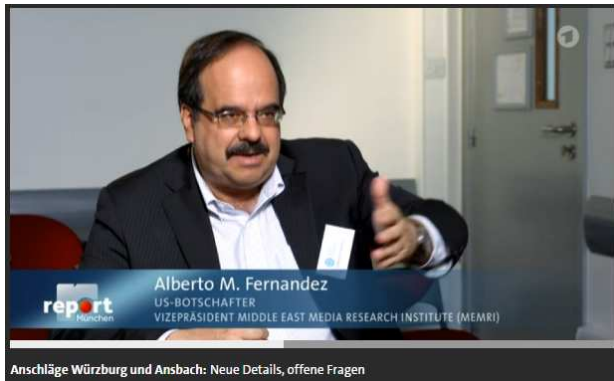 Alberto M. Fernandez
US-BOTSCHAFTER
VIZEPRÄSIDENT MIDDLE EAST MEDIA RESEARCH INSTITUTE (MEMRI)
report
München
Anschläge Würzburg und Ansbach: Neue Details, offene Fragen